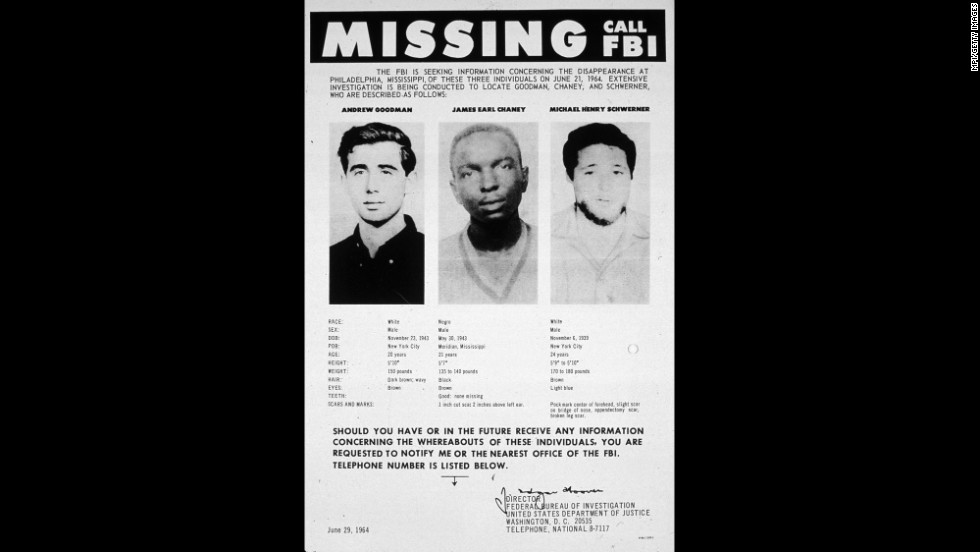 MISSING CALL FBI
THE FBI IS SEEKING INFORMATION CONCERNING THE DISAPPEARANCE AT
PHILADELPHIA, MISSISSIPPI, OF THESE THREE INDIVIDUALS ON JUNE 21, 1964. EXTENSIVE
INVESTIGATION IS BEING CONDUCTED TO LOCATE GOODMAN, CHANEY, AND SCHWERNER,
WHO ARE DESCRIBED AS FOLLOWS:
ANDREW GOODMAN JAMES EARL CHANEY MICHAEL HENRY SCHWERNER
RACE: White Negro White
SEX: Male Male Male
DOB: November 23, 1943 May 30, 1943 November 6, 1939
POB: New York City Meridian, Mississippi New York City
AGE: 20 years 21 years 24 years
HEIGHT: 5'10" 5'7" 5'9" to 5'10"
WEIGHT: 150 pounds 135 to 140 pounds 170 to 180 pounds
HAIR: Dark brown; wavy Black Brown
EYES: Brown Brown Light blue
TEETH: Good: none missing
SCARS AND MARKS: 1 inch cut scar 2 inches above left ear. Pock mark center of forehead, slight scar
on bridge of nose, appendectomy scar,
broken leg scar.
SHOULD YOU HAVE OR IN THE FUTURE RECEIVE ANY INFORMATION
CONCERNING THE WHEREABOUTS OF THESE INDIVIDUALS, YOU ARE
REQUESTED TO NOTIFY ME OR THE NEAREST OFFICE OF THE FBI.
TELEPHONE NUMBER IS LISTED BELOW.
J. Edgar Hoover
DIRECTOR
FEDERAL BUREAU OF INVESTIGATION
UNITED STATES DEPARTMENT OF JUSTICE
WASHINGTON, D. C. 20535
TELEPHONE, NATIONAL 8-7117
June 29, 1964
MPI/GETTY IMAGES